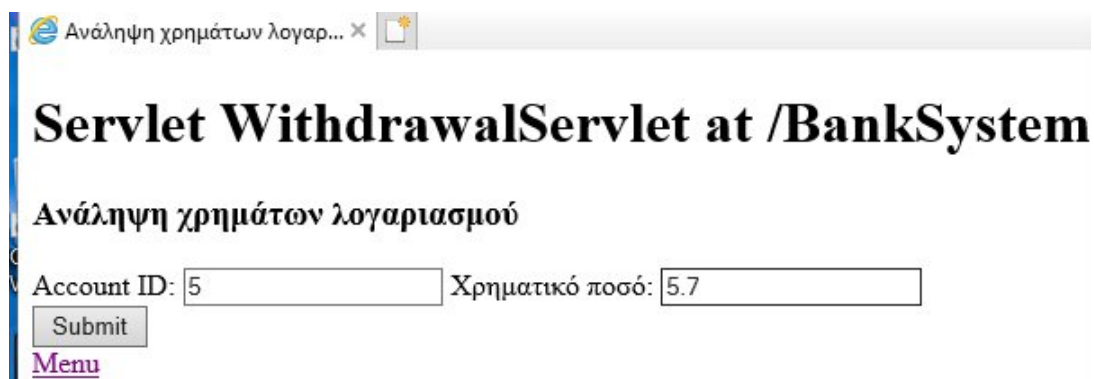 Ανάληψη χρημάτων λογαρ...
Servlet WithdrawalServlet at /BankSystem
Ανάληψη χρημάτων λογαριασμού
Account ID: 5 Χρηματικό ποσό: 5.7
Submit
Menu